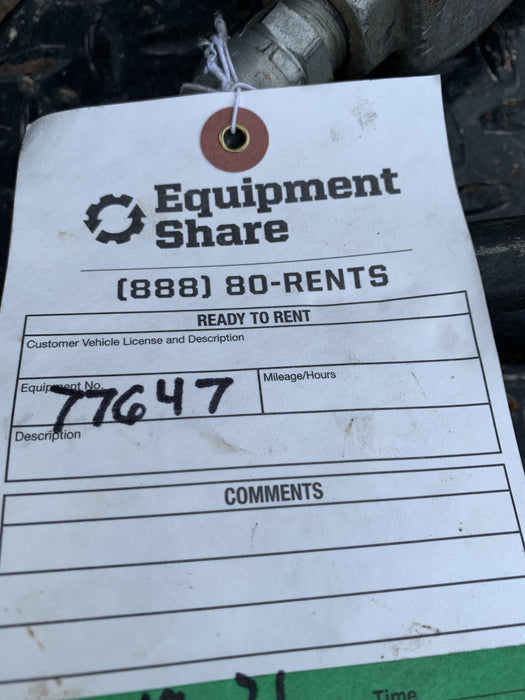 Equipment
Share
(888) 80-RENTS
READY TO RENT
Customer Vehicle License and Description
Equipment No.
77647
Mileage/Hours
Description
COMMENTS
Time